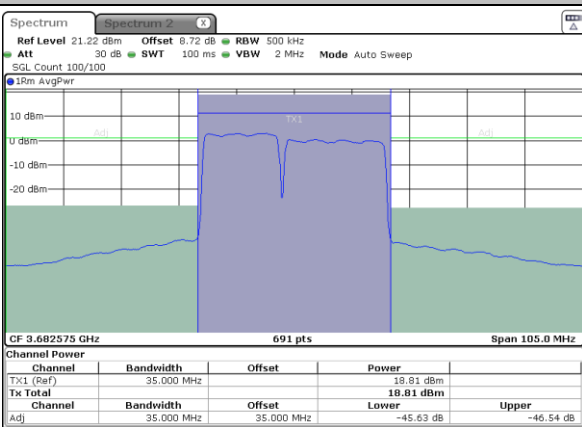 Spectrum Spectrum 2 X
Ref Level 21.22 dBm Offset 8.72 dB RBW 500 kHz
Att 30 dB SWT 100 ms VBW 2 MHz Mode Auto Sweep
SGL Count 100/100
1Rm AvgPwr
10 dBm
TX1
Adj Adj
0 dBm
-10 dBm
-20 dBm
CF 3.682575 GHz 691 pts Span 105.0 MHz
Channel Power
Channel Bandwidth Offset Power
TX1 (Ref) 35.000 MHz 18.81 dBm
Tx Total 18.81 dBm
Channel Bandwidth Offset Lower Upper
Adj 35.000 MHz 35.000 MHz -45.63 dB -46.54 dB